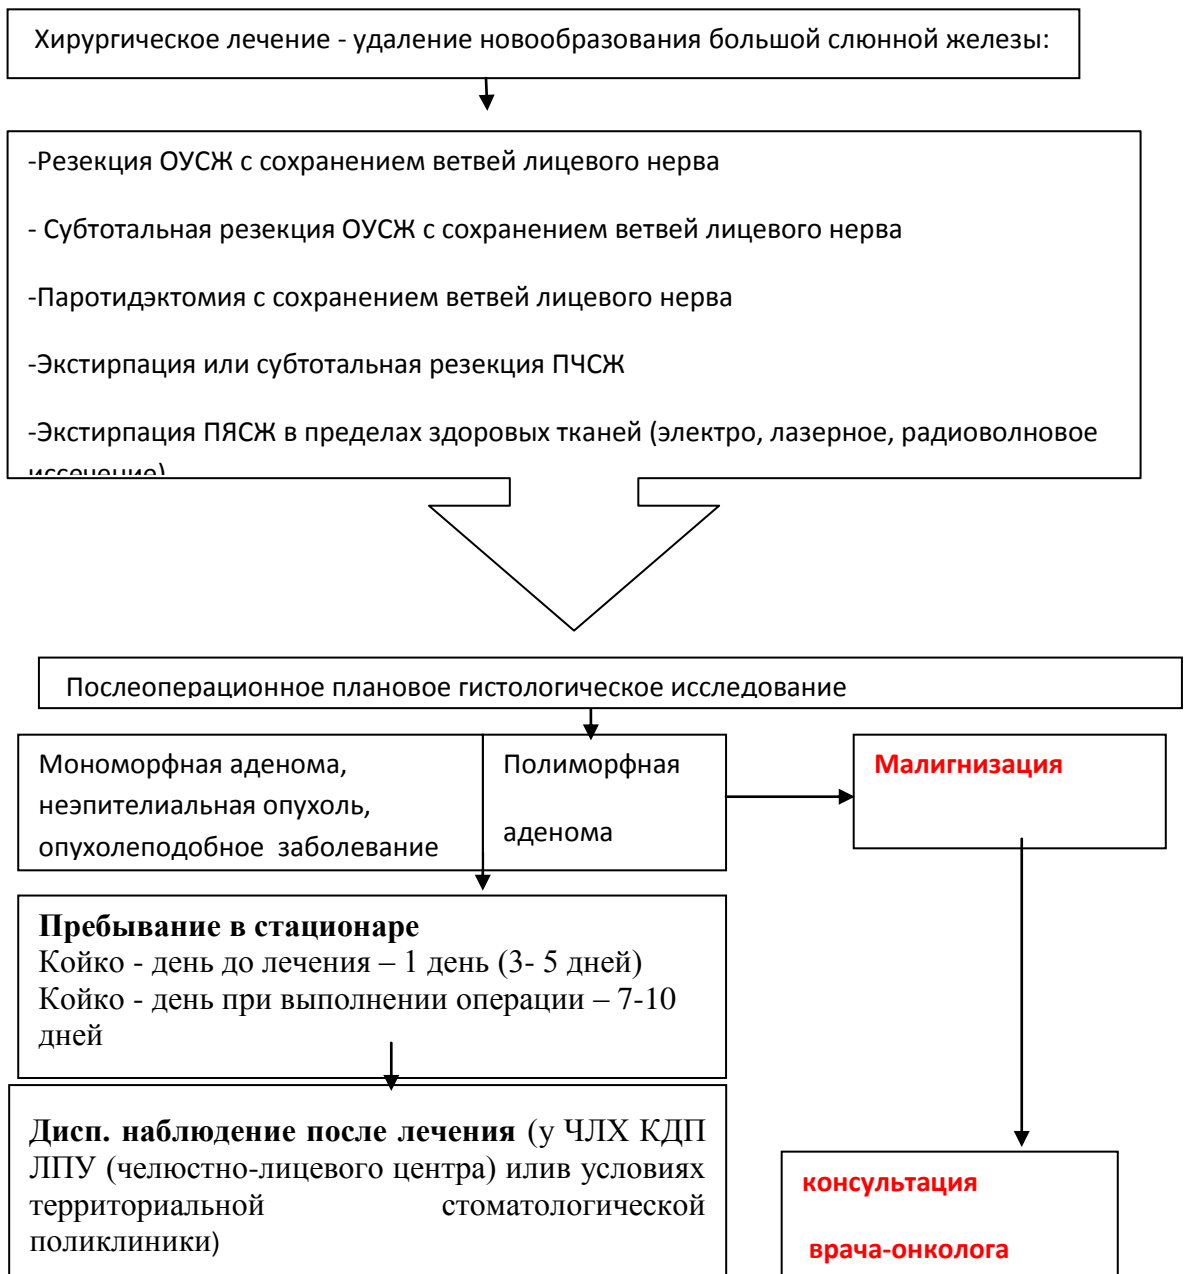 Хирургическое лечение - удаление новообразования большой слюнной железы:
-Резекция ОУСЖ с сохранением ветвей лицевого нерва
- Субтотальная резекция ОУСЖ с сохранением ветвей лицевого нерва
-Паротидэктомия с сохранением ветвей лицевого нерва
-Экстирпация или субтотальная резекция ПЧСЖ
-Экстирпация ПЯСЖ в пределах здоровых тканей (электро, лазерное, радиоволновое
иссечение)
Послеоперационное плановое гистологическое исследование
Мономорфная аденома,
неэпителиальная опухоль,
опухолеподобное заболевание
Полиморфная
аденома
Малигнизация
Пребывание в стационаре
Койко - день до лечения – 1 день (3- 5 дней)
Койко - день при выполнении операции – 7-10
дней
Дисп. наблюдение после лечения (у ЧЛХ КДП
ЛПУ (челюстно-лицевого центра) илив условиях
территориальной стоматологической
поликлиники)
консультация
врача-онколога